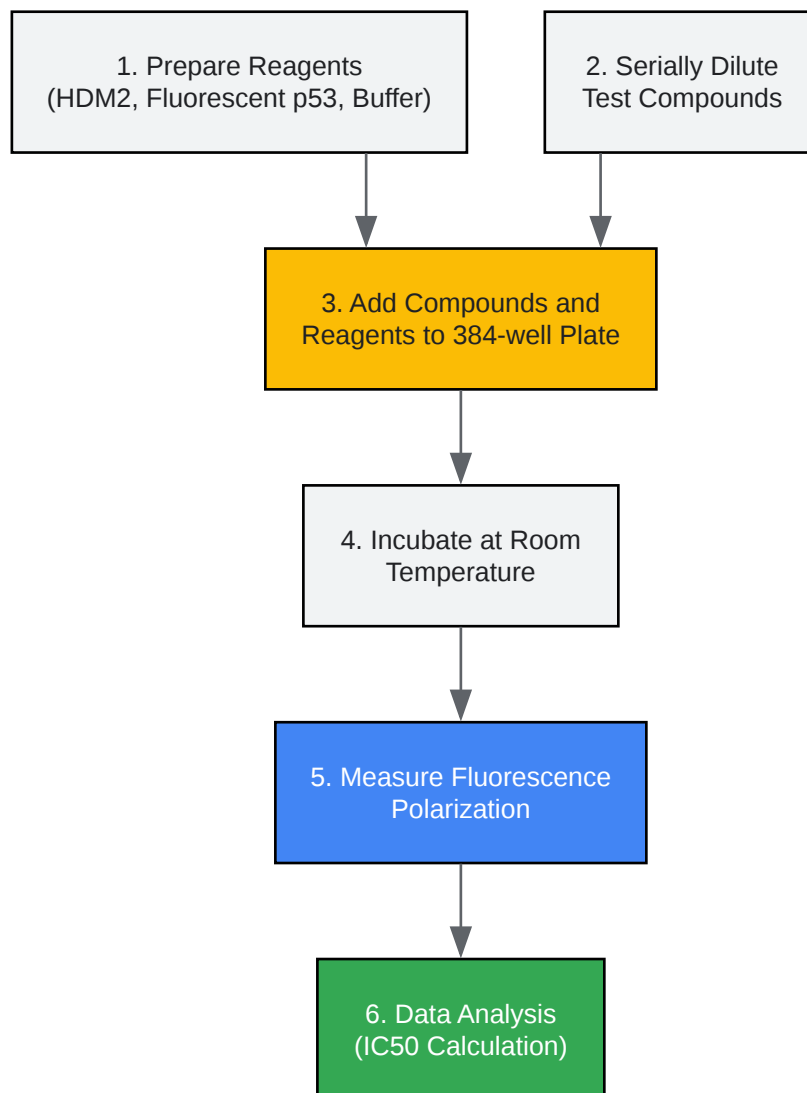 1. Prepare Reagents
(HDM2, Fluorescent p53, Buffer)
2. Serially Dilute
Test Compounds
3. Add Compounds and
Reagents to 384-well Plate
4. Incubate at Room
Temperature
5. Measure Fluorescence
Polarization
6. Data Analysis
(IC50 Calculation)